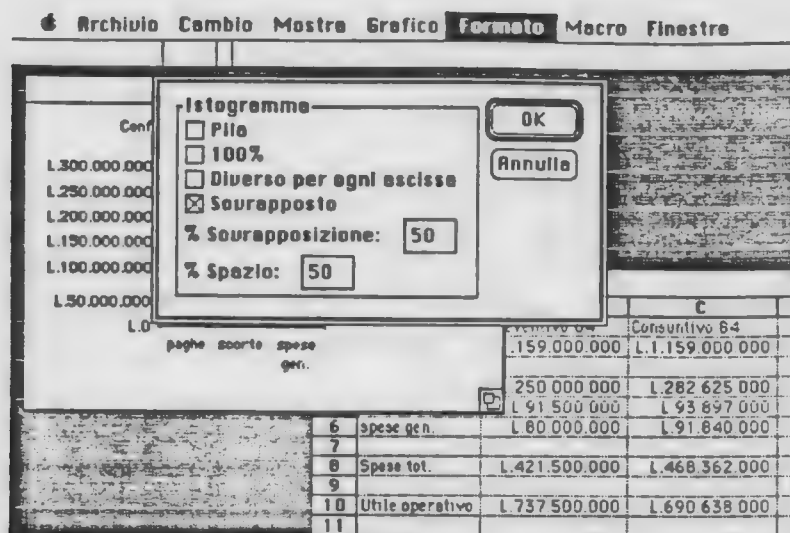 Archivio Cambio Mostra Grafico Formato Macro Finestre
Conf
L.300.000.000
L.250.000.000
L.200.000.000
L.150.000.000
L.100.000.000
L.50.000.000
L.0
paghe scorte spese
gen.
Istogramma
Pila
100%
Diverso per ogni ascissa
Sovrapposto
% Sovrapposizione: 50
% Spazio: 50
OK
Annulla
C
64 Consuntivo 84
.159.000.000 L.1.159.000.000
250 000 000 L.282 625 000
L 91 500 000 L 93 897 000
6 spese gen. L.80 000.000 L.91.840 000
7
8 Spese tot. L.421.500.000 L.468.362.000
9
10 Utile operativo L.737 500.000 L.690 638 000
11